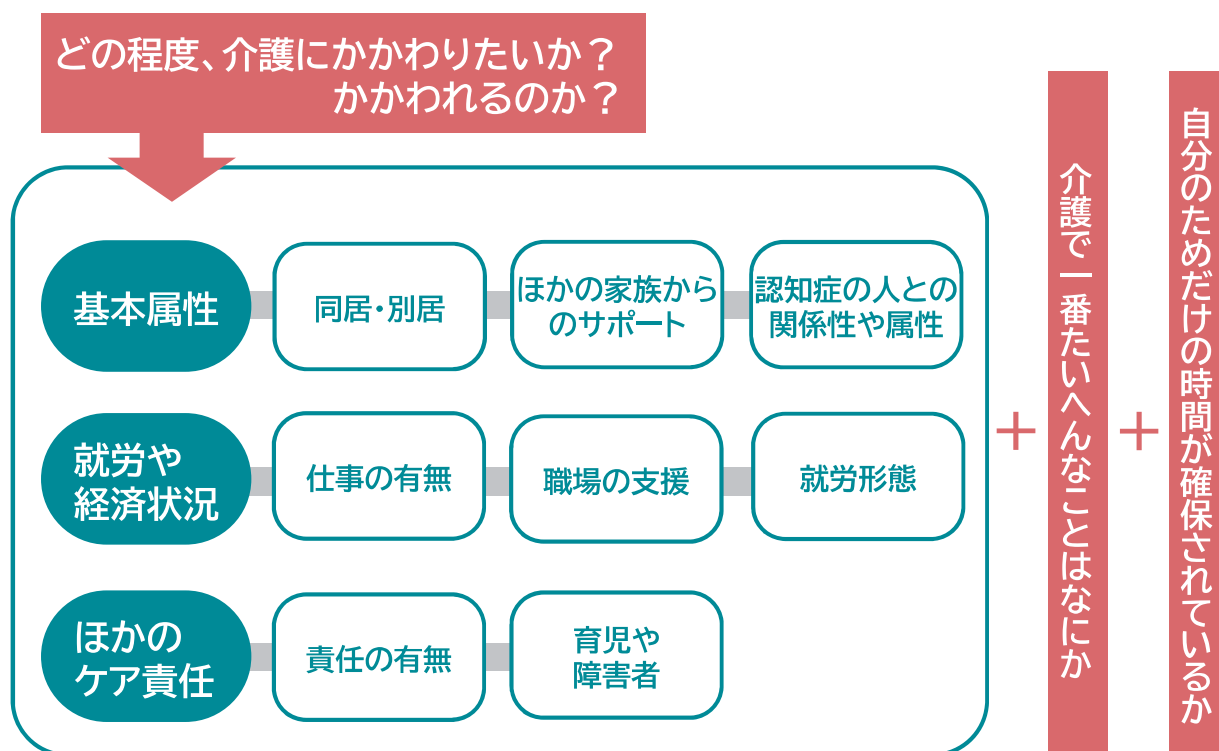 どの程度、介護にかかわりたいか？
かかわれるのか？
基本属性
同居・別居
ほかの家族から
のサポート
認知症の人との
関係性や属性
就労や
経済状況
仕事の有無
職場の支援
就労形態
ほかの
ケア責任
責任の有無
育児や
障害者
＋
介護で一番たいへんなことはなにか
＋
自分のためだけの時間が確保されているか